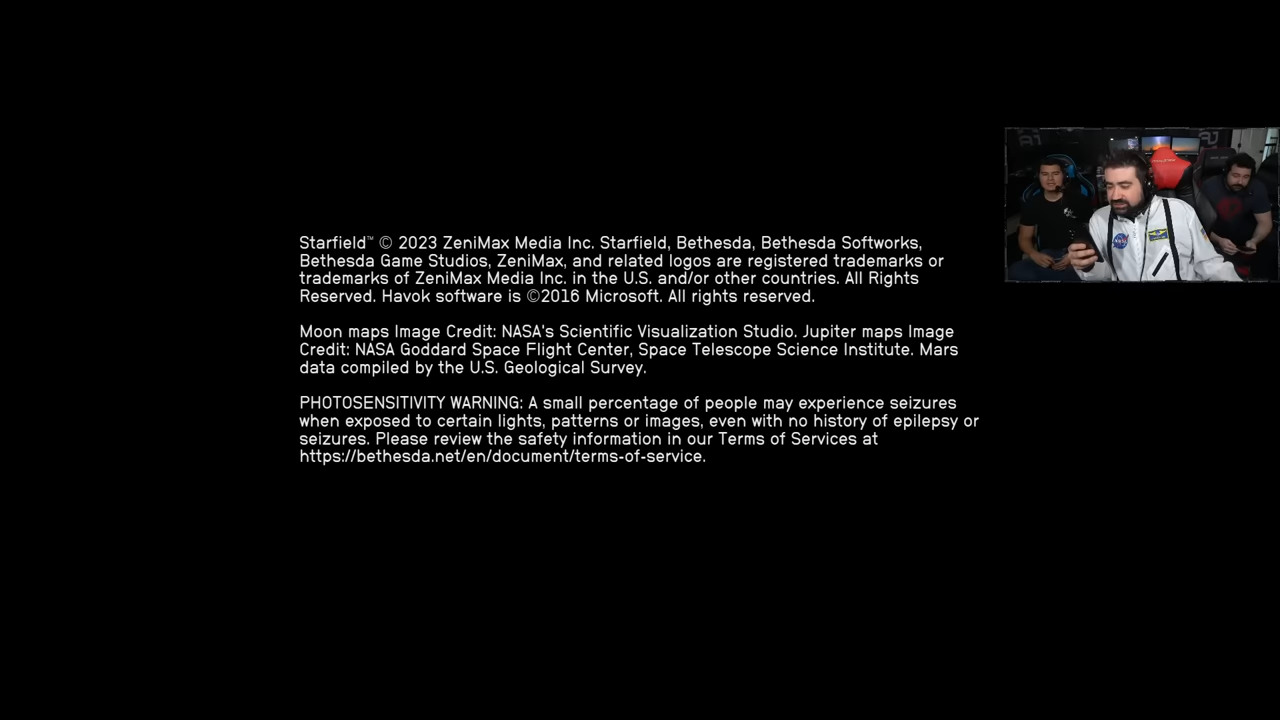 Starfield™ © 2023 ZeniMax Media Inc. Starfield, Bethesda, Bethesda Softworks,
Bethesda Game Studios, ZeniMax, and related logos are registered trademarks or
trademarks of ZeniMax Media Inc. in the U.S. and/or other countries. All Rights
Reserved. Havok software is ©2016 Microsoft. All rights reserved.
Moon maps Image Credit: NASA's Scientific Visualization Studio. Jupiter maps Image
Credit: NASA Goddard Space Flight Center, Space Telescope Science Institute. Mars
data compiled by the U.S. Geological Survey.
PHOTOSENSITIVITY WARNING: A small percentage of people may experience seizures
when exposed to certain lights, patterns or images, even with no history of epilepsy or
seizures. Please review the safety information in our Terms of Services at
https://bethesda.net/en/document/terms-of-service.
NASA